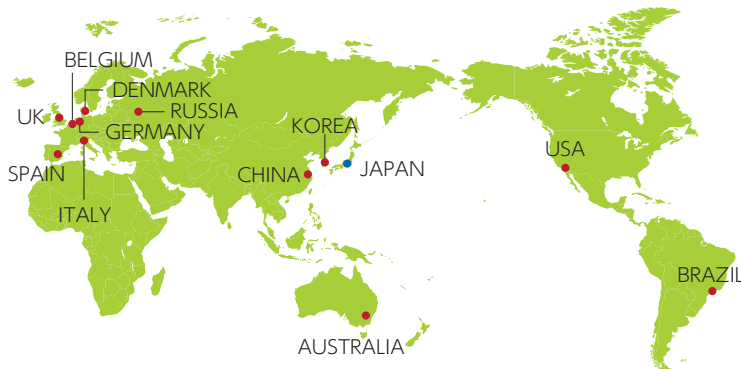 BELGIUM
DENMARK
UK
RUSSIA
GERMANY
KOREA
USA
SPAIN
CHINA
JAPAN
ITALY
BRAZIL
AUSTRALIA